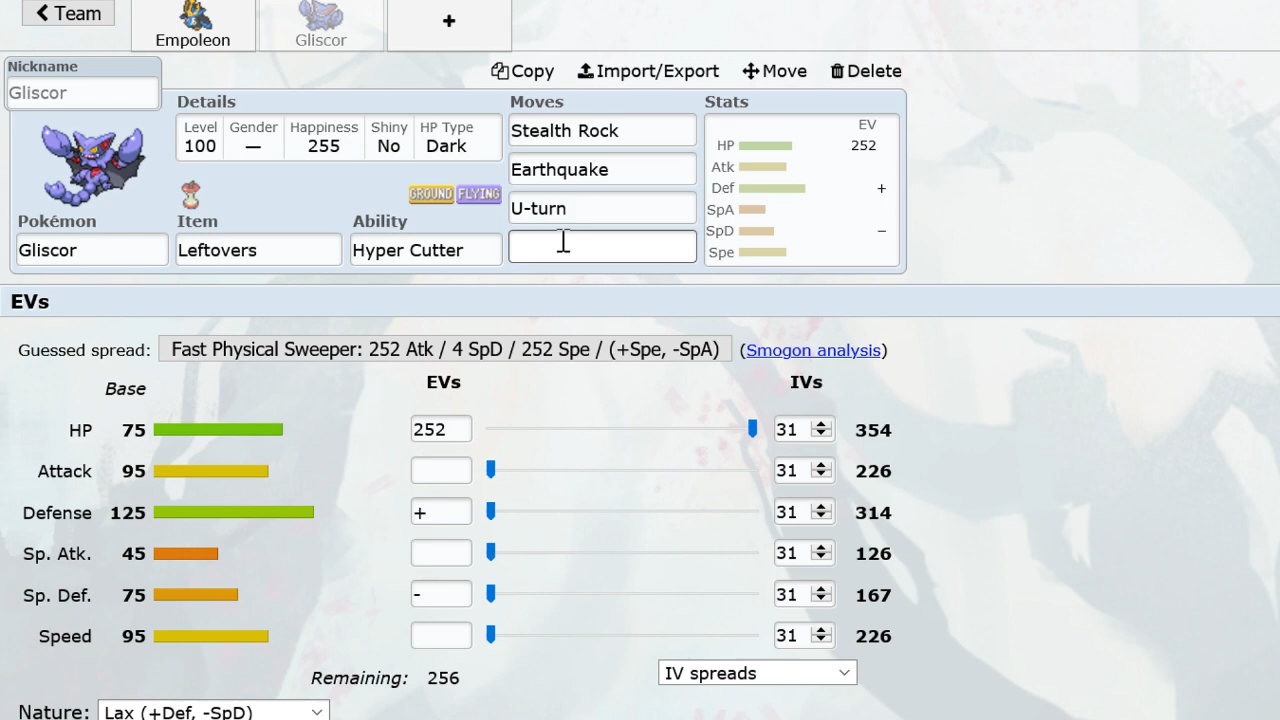 Team
Empoleon
Gliscor
+
Nickname
Gliscor
Copy Import/Export Move Delete
Details
Moves
Stats
Level Gender Happiness Shiny HP Type
100 — 255 No Dark
GROUND FLYING
Pokémon Item Ability
Gliscor Leftovers Hyper Cutter
Stealth Rock
Earthquake
U-turn
EV
HP 252
Atk
Def +
SpA
SpD −
Spe
EVs
Guessed spread: Fast Physical Sweeper: 252 Atk / 4 SpD / 252 Spe / (+Spe, -SpA) (Smogon analysis)
Base EVs IVs
HP 75 252 31 354
Attack 95 31 226
Defense 125 + 31 314
Sp. Atk. 45 31 126
Sp. Def. 75 - 31 167
Speed 95 31 226
Remaining: 256 IV spreads
Nature: Lax (+Def, -SpD)